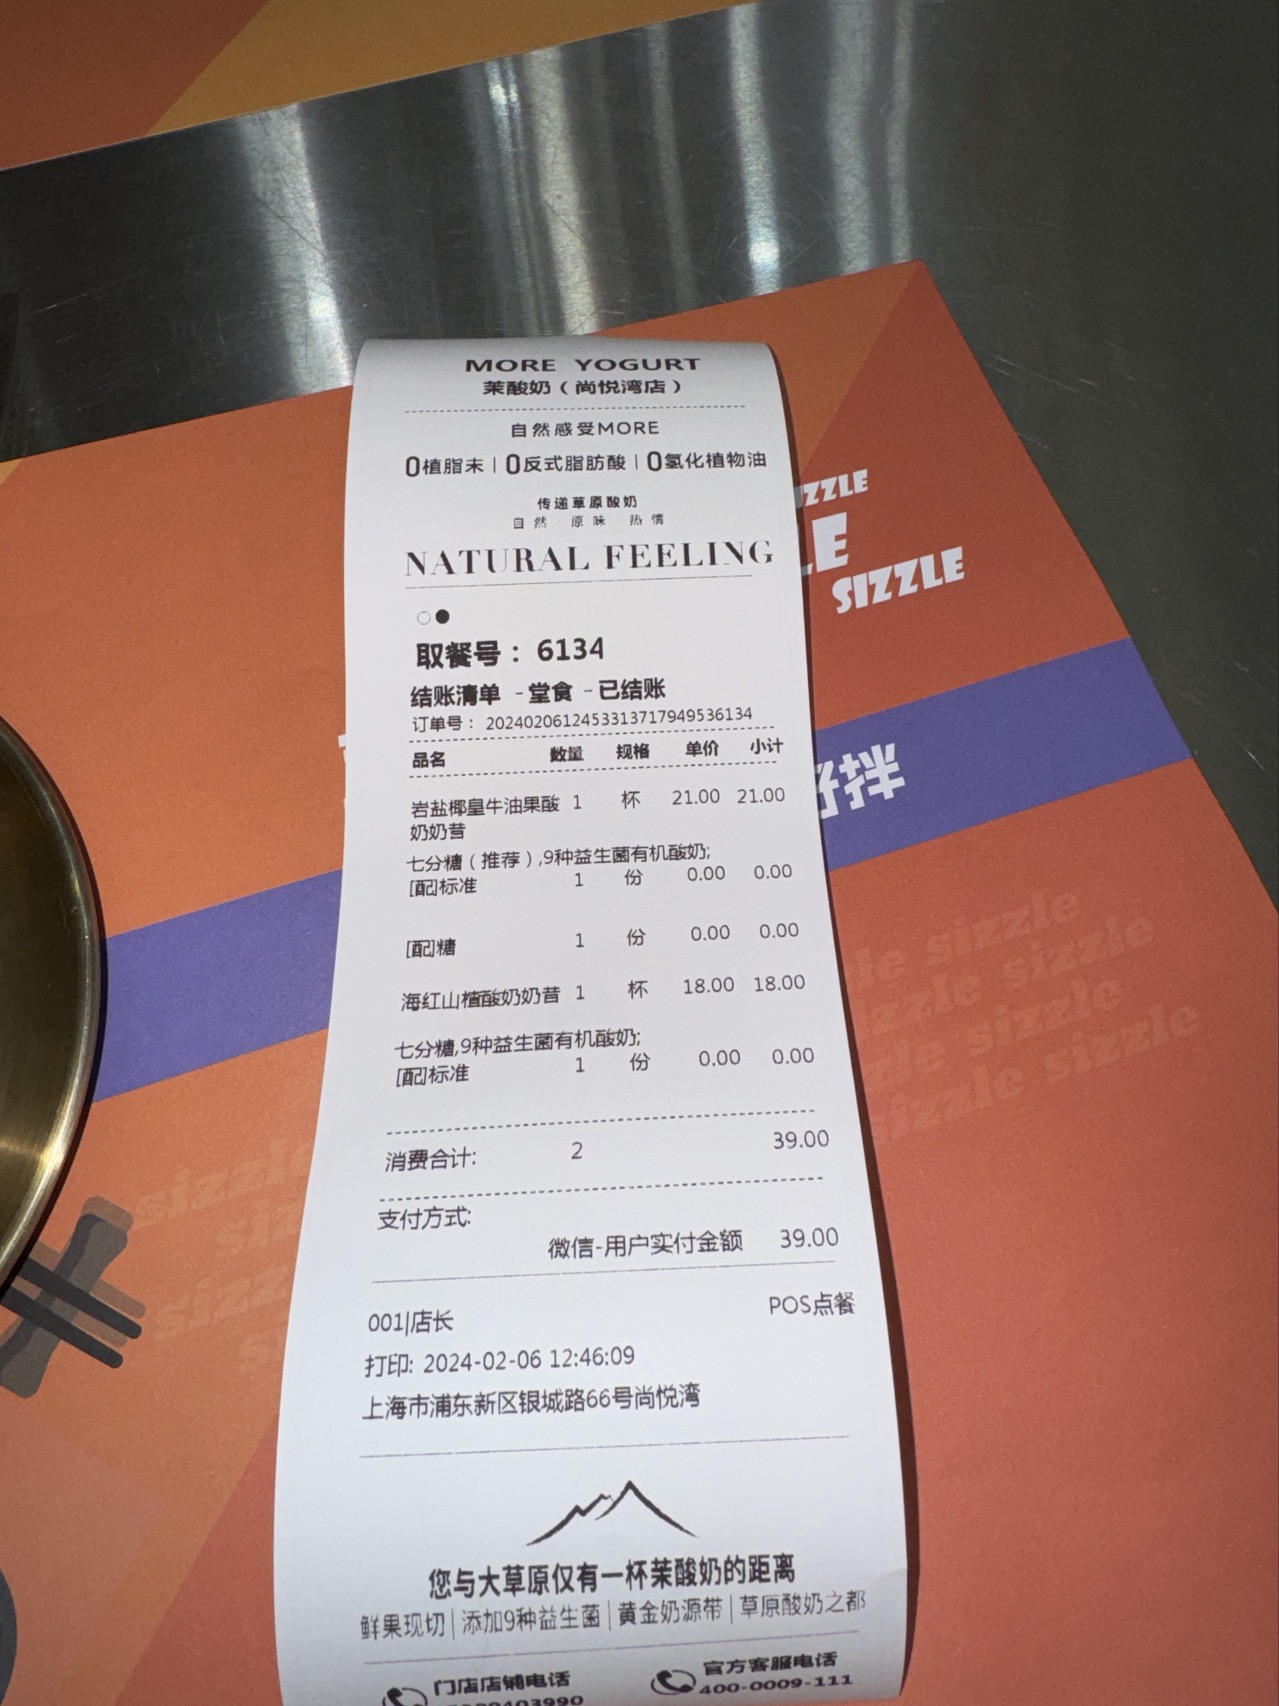 MORE YOGURT
茉酸奶（尚悦湾店）
自然感受MORE
0植脂末|0反式脂肪酸|0氢化植物油
传递草原酸奶
自然 原味 热情
NATURAL FEELING
取餐号：6134
结账清单 -堂食 -已结账
订单号：20240206124533137179495​36134
品名 数量 规格 单价 小计
岩盐椰皇牛油果酸 1 杯 21.00 21.00
奶奶昔
七分糖（推荐）,9种益生菌有机酸奶;
[配]标准 1 份 0.00 0.00
[配]糖 1 份 0.00 0.00
海红山楂酸奶奶昔 1 杯 18.00 18.00
七分糖,9种益生菌有机酸奶;
[配]标准 1 份 0.00 0.00
消费合计: 2 39.00
支付方式:
微信-用户实付金额 39.00
001|店长 POS点餐
打印: 2024-02-06 12:46:09
上海市浦东新区银城路66号尚悦湾
您与大草原仅有一杯茉酸奶的距离
鲜果现切|添加9种益生菌|黄金奶源带|草原酸奶之都
门店店铺电话
官方客服电话
400-0009-111
SIZZLE
拌
sizzle
sizzle sizzle
sizzle sizzle
sizzle sizzle